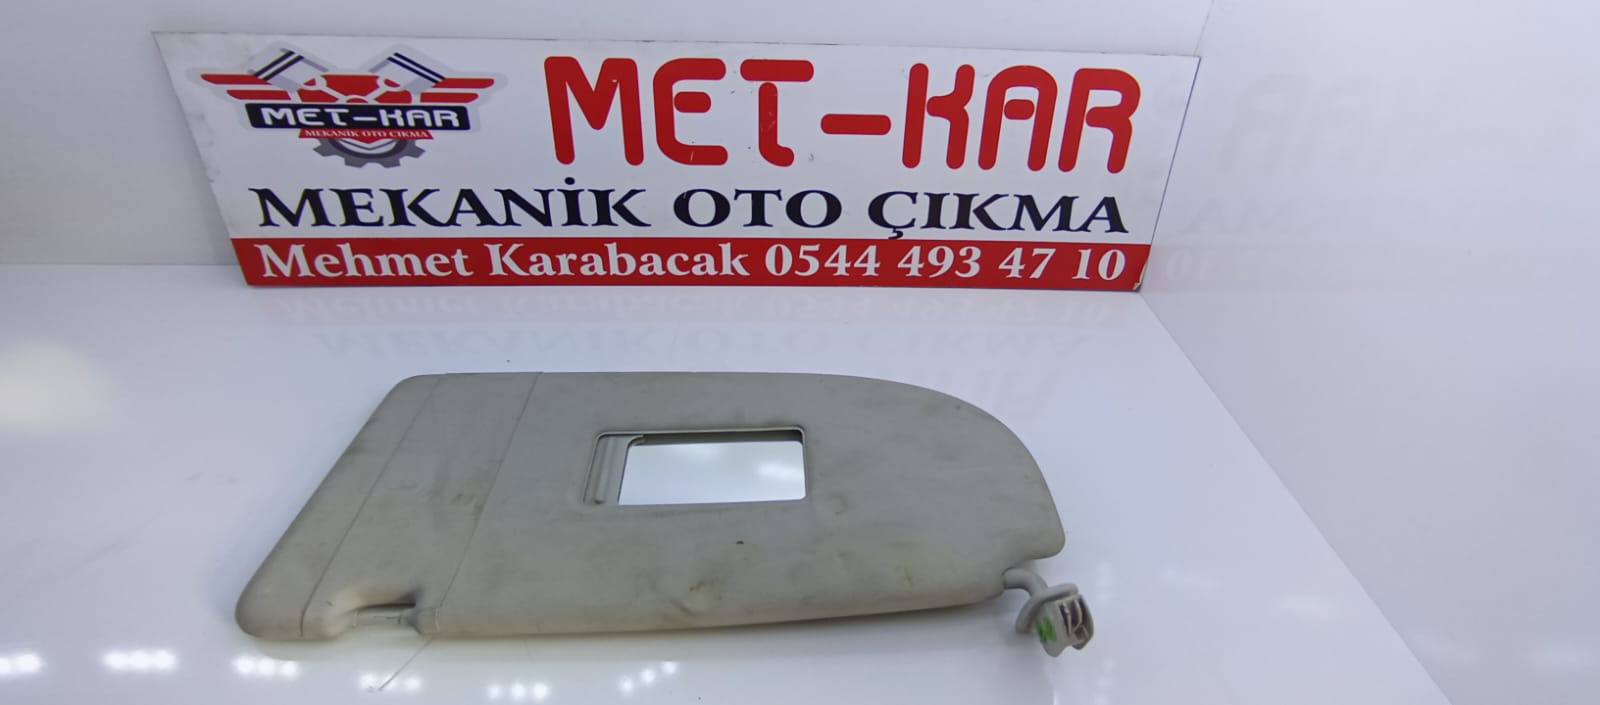 MET-KAR
MEKANİK OTO ÇIKMA
MET-KAR
MEKANİK OTO ÇIKMA
Mehmet Karabacak 0544 493 47 10